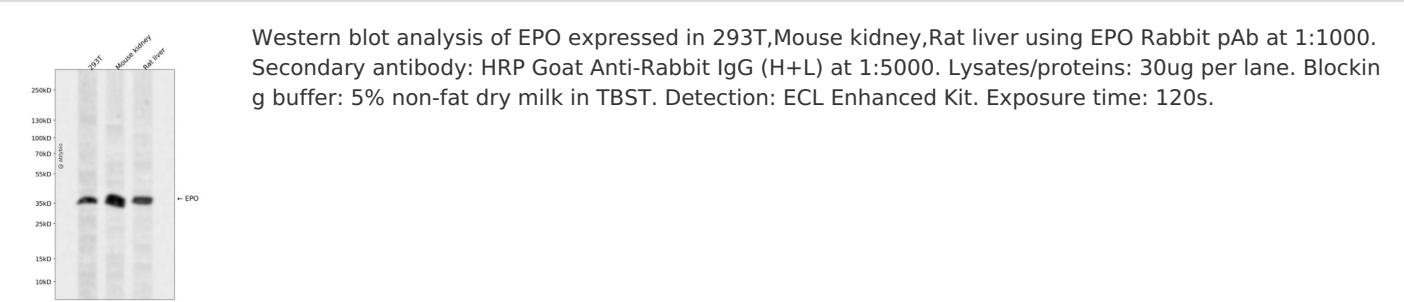 Western blot analysis of EPO expressed in 293T,Mouse kidney,Rat liver using EPO Rabbit pAb at 1:1000.
Secondary antibody: HRP Goat Anti-Rabbit IgG (H+L) at 1:5000. Lysates/proteins: 30ug per lane. Blockin
g buffer: 5% non-fat dry milk in TBST. Detection: ECL Enhanced Kit. Exposure time: 120s.
293T
Mouse kidney
Rat liver
250kD
130kD
100kD
70kD
55kD
35kD
25kD
15kD
10kD
← EPO